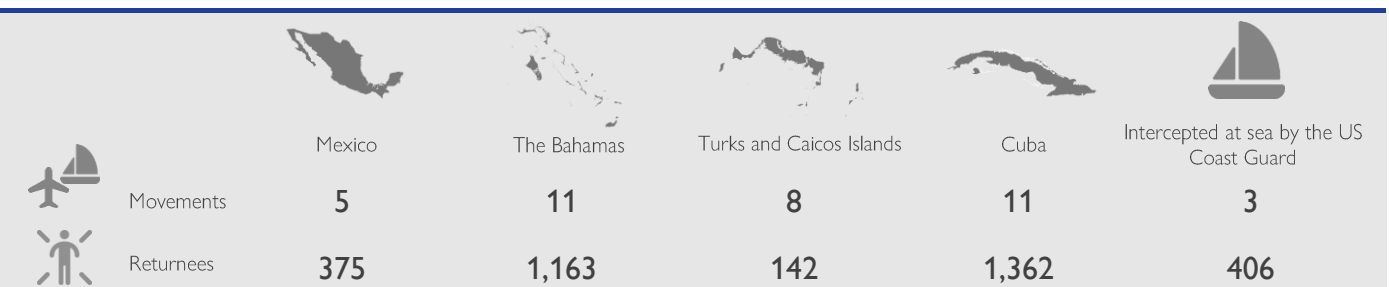 Mexico
The Bahamas
Turks and Caicos Islands
Cuba
Intercepted at sea by the US
Coast Guard
Movements 5 11 8 11 3
Returnees 375 1,163 142 1,362 406